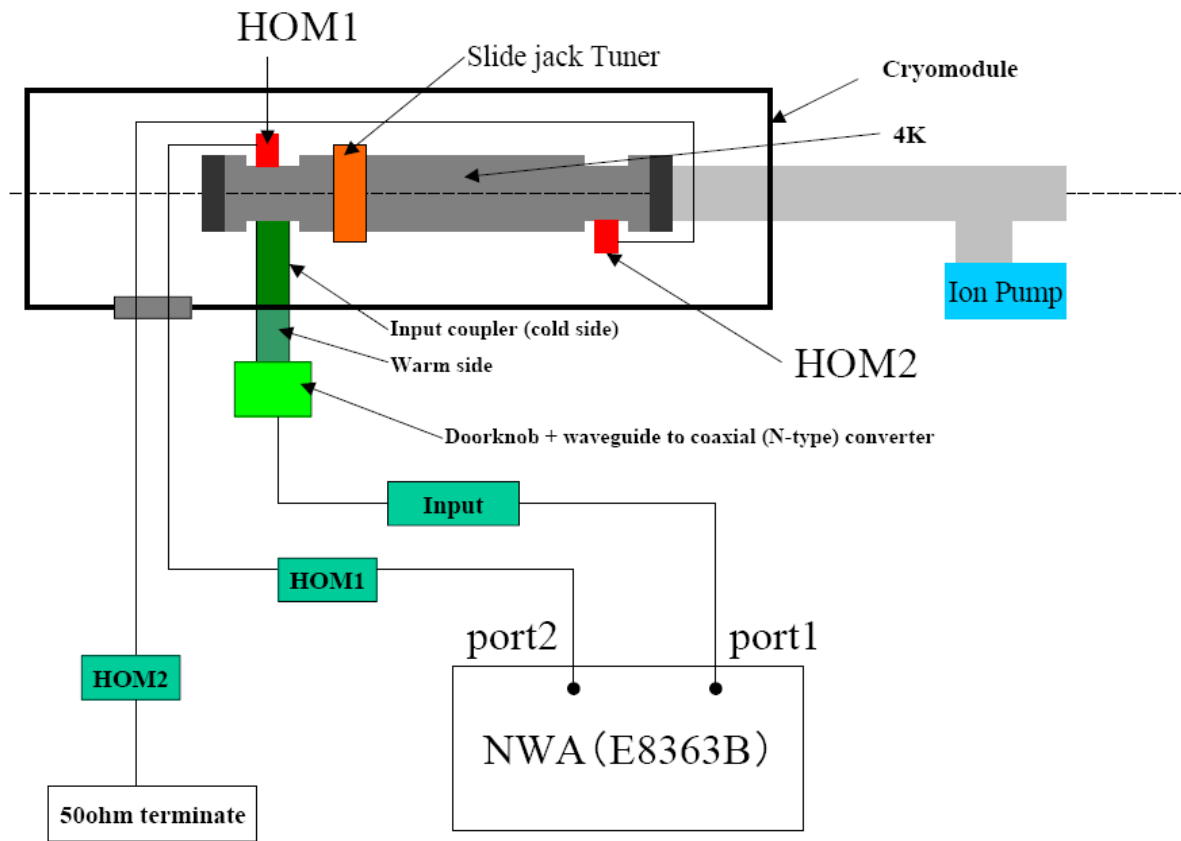 HOM1
Slide jack Tuner
Cryomodule
4K
Ion Pump
Input coupler (cold side)
Warm side
HOM2
Doorknob + waveguide to coaxial (N-type) converter
Input
HOM1
port2
port1
HOM2
NWA(E8363B)
50ohm terminate